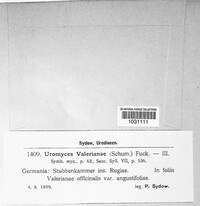 1031111
Sydow, Uredineen.
1409. Uromyces Valerianae (Schum.) Fuck. — III.
Symb. myc., p. 63; Sacc. Syll. VII, p. 536.
Germania: Stubbenkammer ins. Rugiae. In foliis
Valerianae officinalis var. angustifoliae.
4. 8. 1899. leg. P. Sydow.